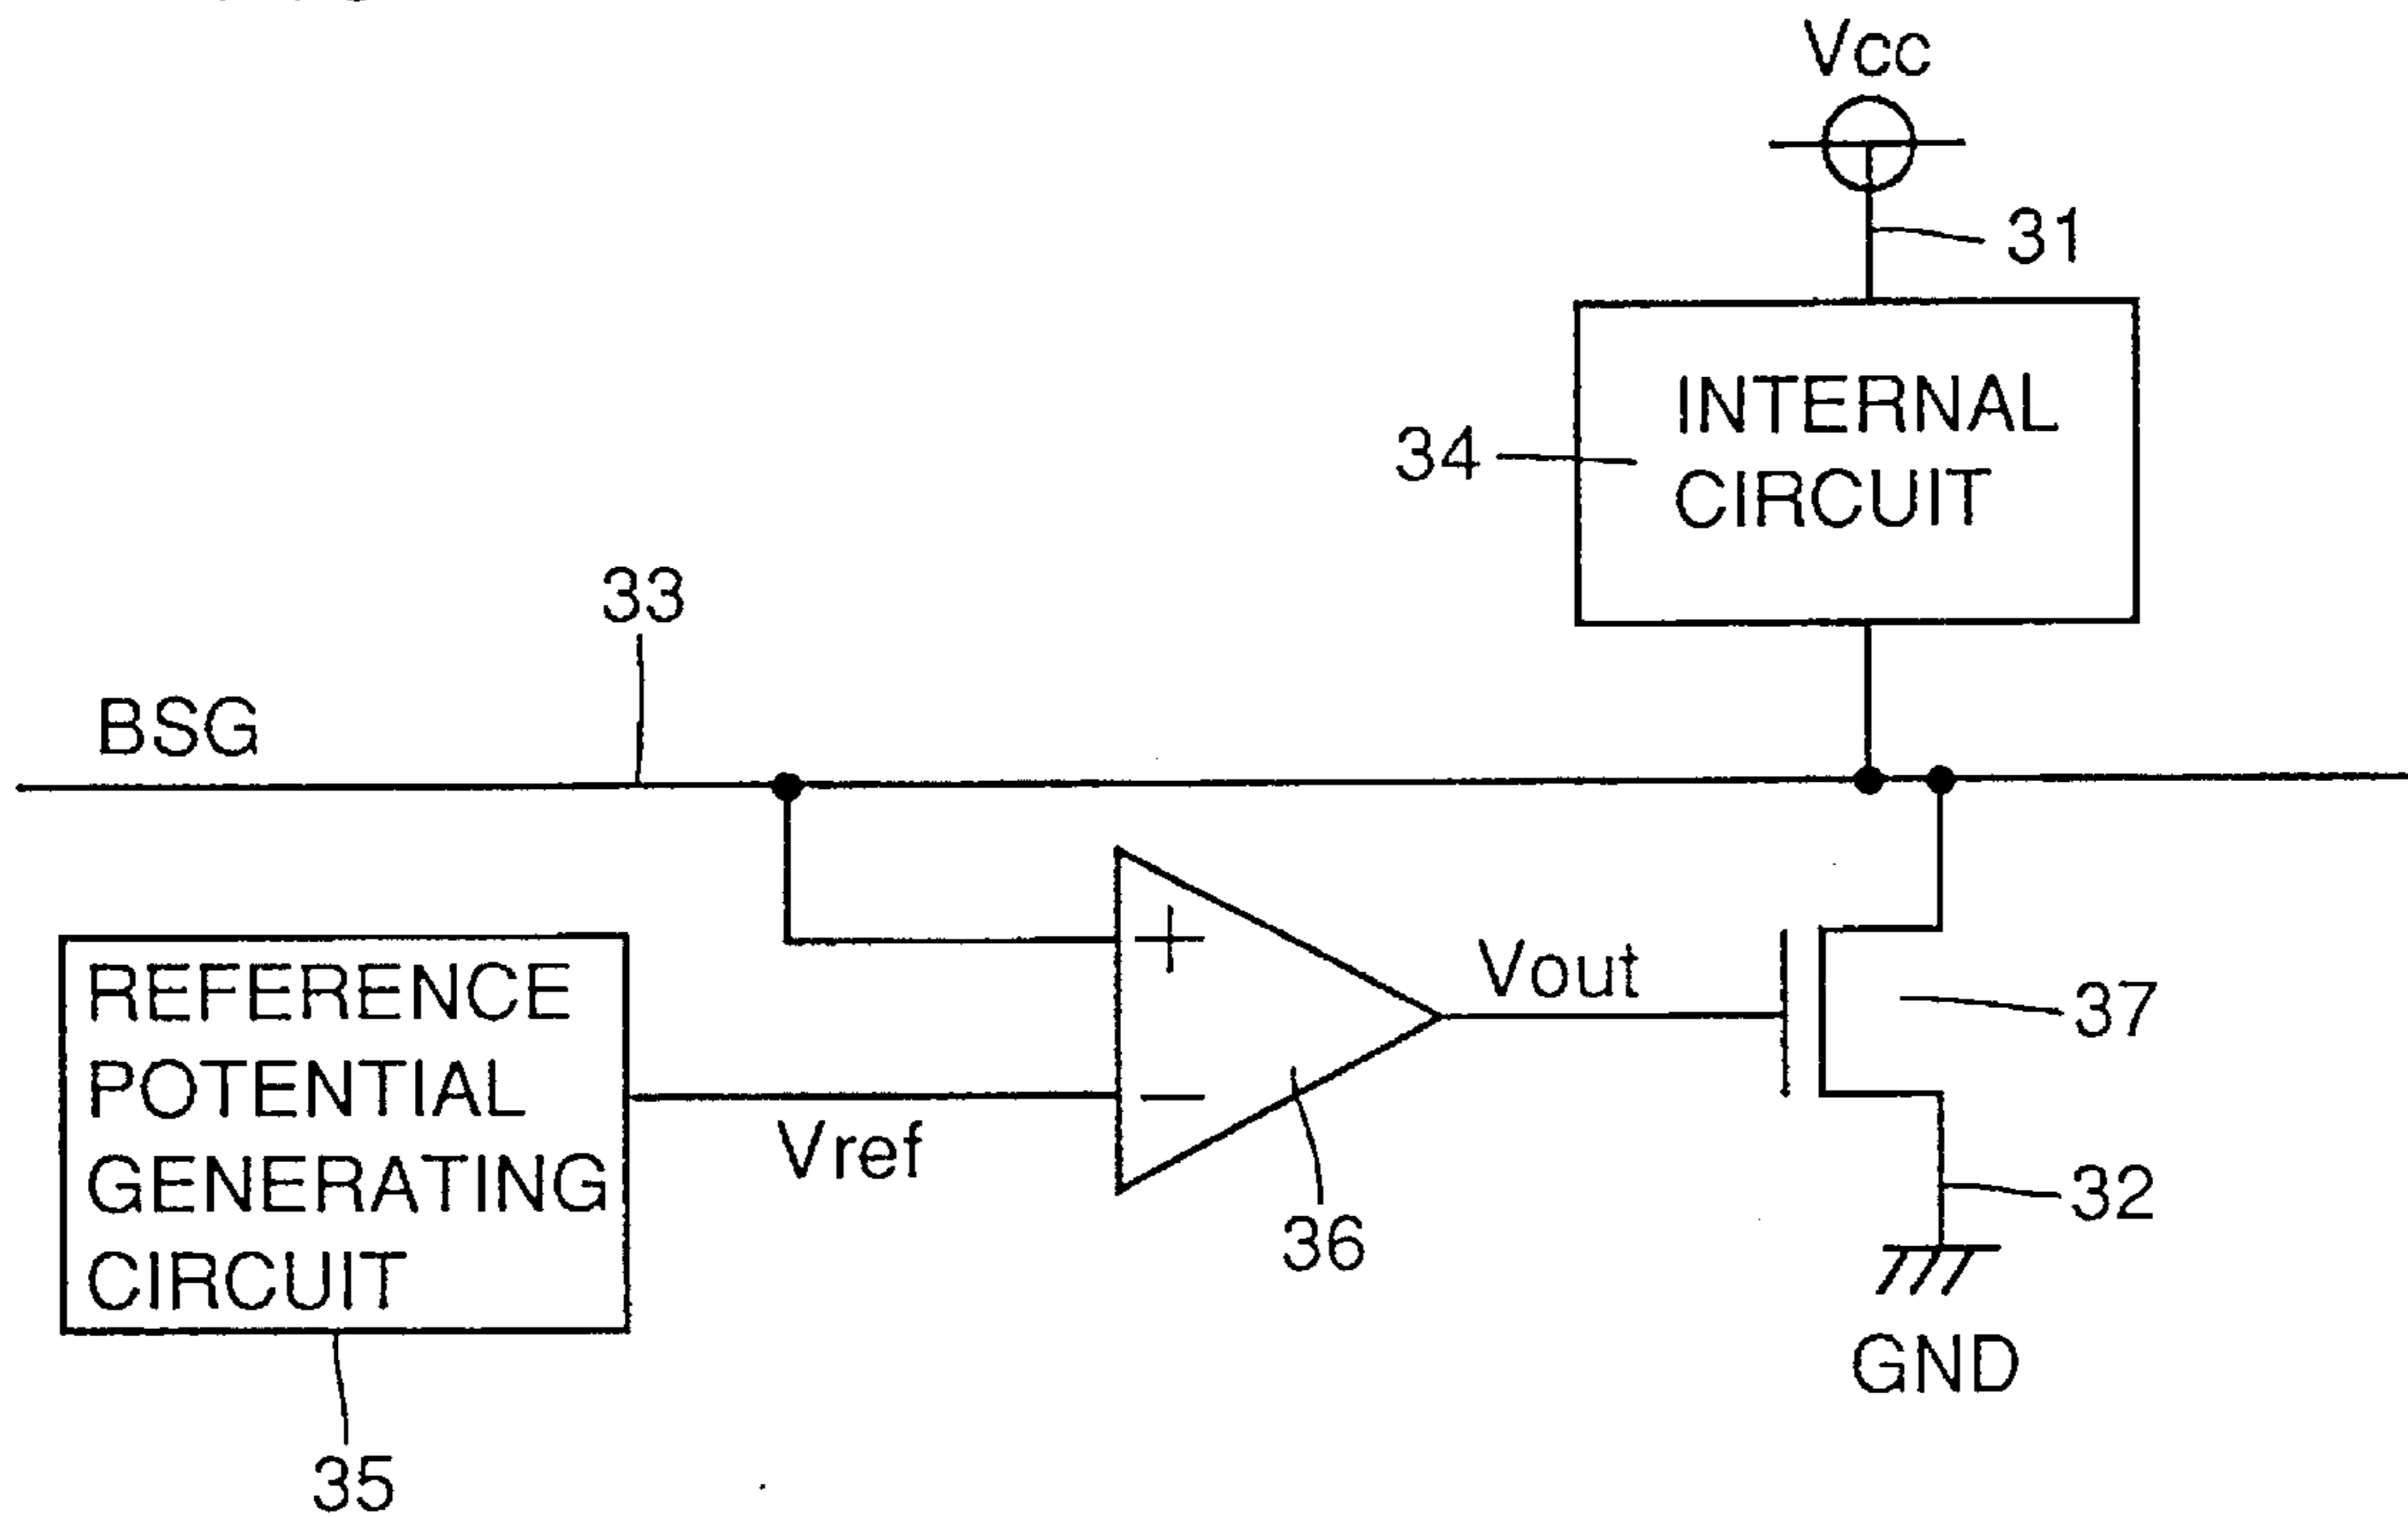 Vcc
31
INTERNAL
CIRCUIT
34
33
BSG
+
Vout
37
REFERENCE
POTENTIAL
GENERATING
CIRCUIT
−
Vref
36
32
GND
35